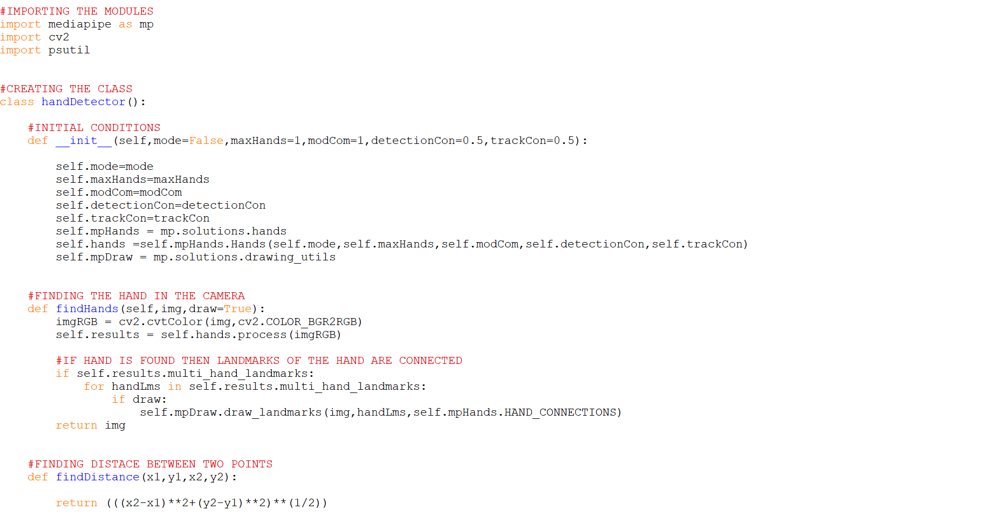 #IMPORTING THE MODULES
import mediapipe as mp
import cv2
import psutil
#CREATING THE CLASS
class handDetector():
    #INITIAL CONDITIONS
    def __init__(self,mode=False,maxHands=1,modCom=1,detectionCon=0.5,trackCon=0.5):
        self.mode=mode
        self.maxHands=maxHands
        self.modCom=modCom
        self.detectionCon=detectionCon
        self.trackCon=trackCon
        self.mpHands = mp.solutions.hands
        self.hands =self.mpHands.Hands(self.mode,self.maxHands,self.modCom,self.detectionCon,self.trackCon)
        self.mpDraw = mp.solutions.drawing_utils
    #FINDING THE HAND IN THE CAMERA
    def findHands(self,img,draw=True):
        imgRGB = cv2.cvtColor(img,cv2.COLOR_BGR2RGB)
        self.results = self.hands.process(imgRGB)
        #IF HAND IS FOUND THEN LANDMARKS OF THE HAND ARE CONNECTED
        if self.results.multi_hand_landmarks:
            for handLms in self.results.multi_hand_landmarks:
                if draw:
                    self.mpDraw.draw_landmarks(img,handLms,self.mpHands.HAND_CONNECTIONS)
        return img
    #FINDING DISTACE BETWEEN TWO POINTS
    def findDistance(x1,y1,x2,y2):
        return (((x2-x1)**2+(y2-y1)**2)**(1/2))